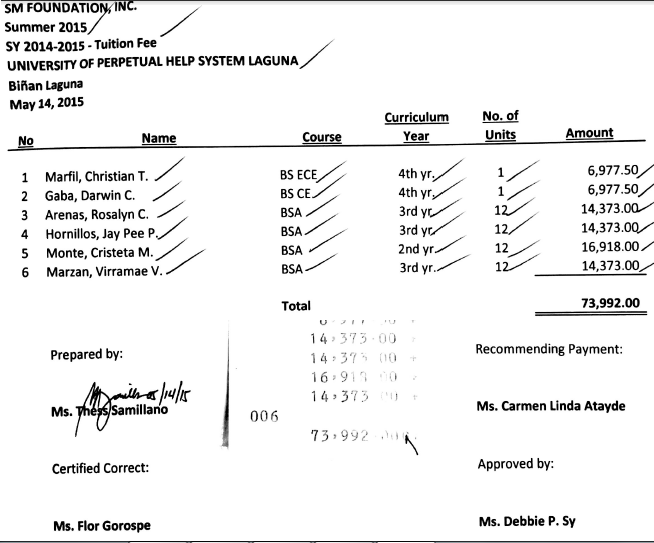 SM FOUNDATION, INC.
Summer 2015
SY 2014-2015 - Tuition Fee
UNIVERSITY OF PERPETUAL HELP SYSTEM LAGUNA
Biñan Laguna
May 14, 2015
No Name Course Curriculum Year No. of Units Amount
1 Marfil, Christian T. BS ECE 4th yr. 1 6,977.50
2 Gaba, Darwin C. BS CE 4th yr. 1 6,977.50
3 Arenas, Rosalyn C. BSA 3rd yr. 12 14,373.00
4 Hornillos, Jay Pee P. BSA 3rd yr. 12 14,373.00
5 Monte, Cristeta M. BSA 2nd yr. 12 16,918.00
6 Marzan, Virramae V. BSA 3rd yr. 12 14,373.00
Total 73,992.00
14,373.00
14,373.00
14,373.00
006
73,992.00
Prepared by:
05/14/15
Ms. Thess Samillano
Recommending Payment:
Ms. Carmen Linda Atayde
Certified Correct:
Approved by:
Ms. Flor Gorospe
Ms. Debbie P. Sy